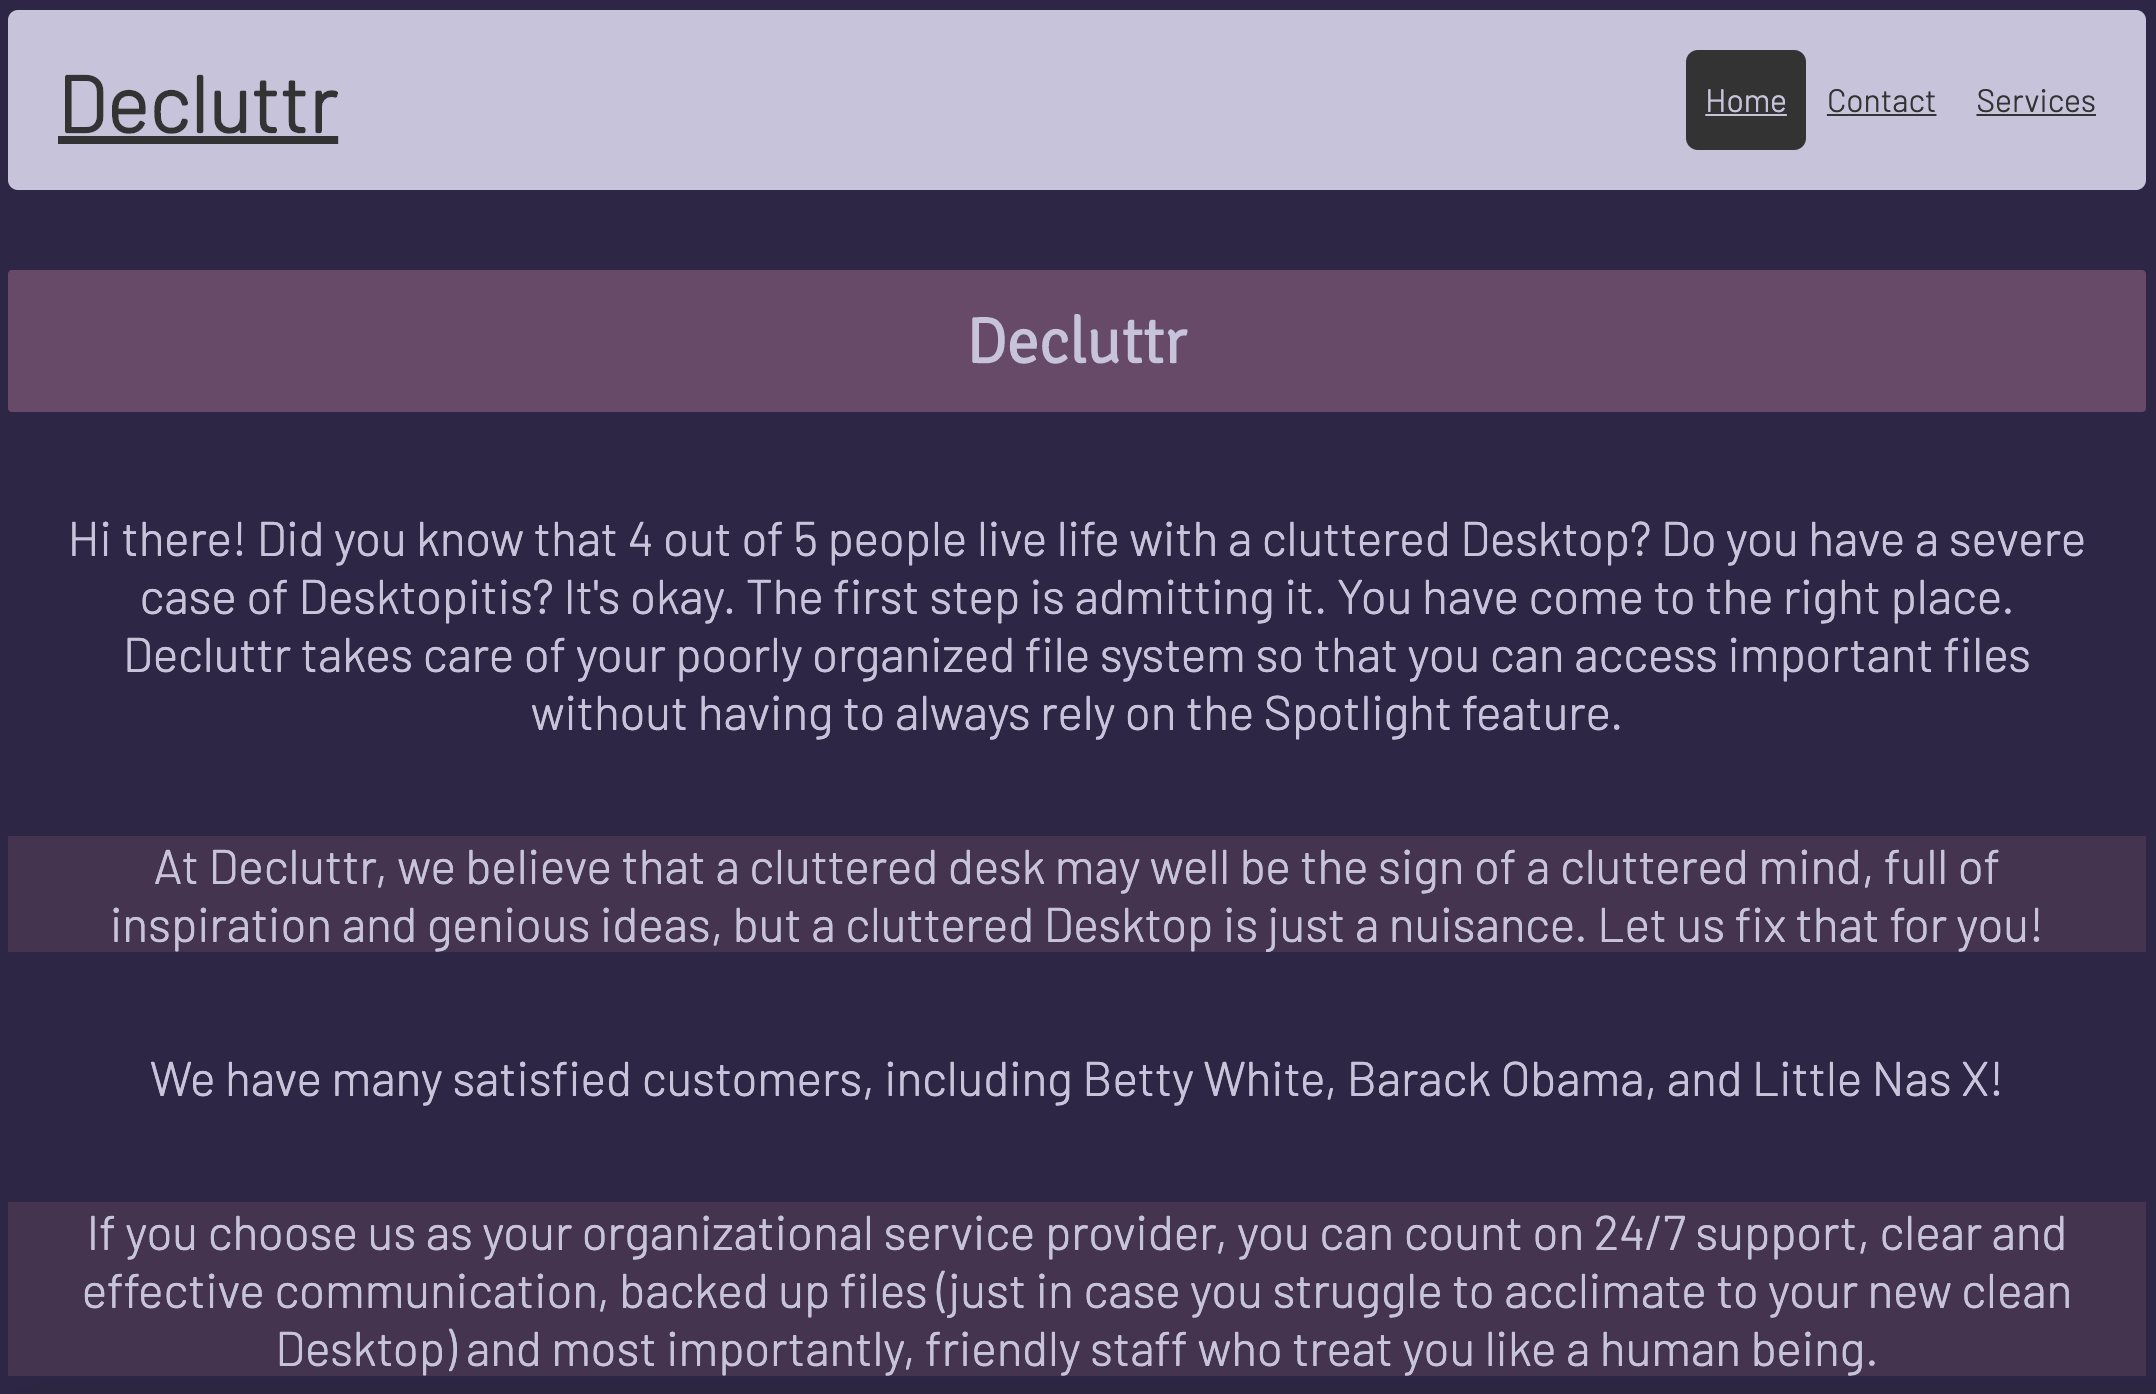 Decluttr
Home Contact Services
Decluttr
Hi there! Did you know that 4 out of 5 people live life with a cluttered Desktop? Do you have a severe
case of Desktopitis? It's okay. The first step is admitting it. You have come to the right place.
Decluttr takes care of your poorly organized file system so that you can access important files
without having to always rely on the Spotlight feature.
At Decluttr, we believe that a cluttered desk may well be the sign of a cluttered mind, full of
inspiration and genious ideas, but a cluttered Desktop is just a nuisance. Let us fix that for you!
We have many satisfied customers, including Betty White, Barack Obama, and Little Nas X!
If you choose us as your organizational service provider, you can count on 24/7 support, clear and
effective communication, backed up files (just in case you struggle to acclimate to your new clean
Desktop) and most importantly, friendly staff who treat you like a human being.